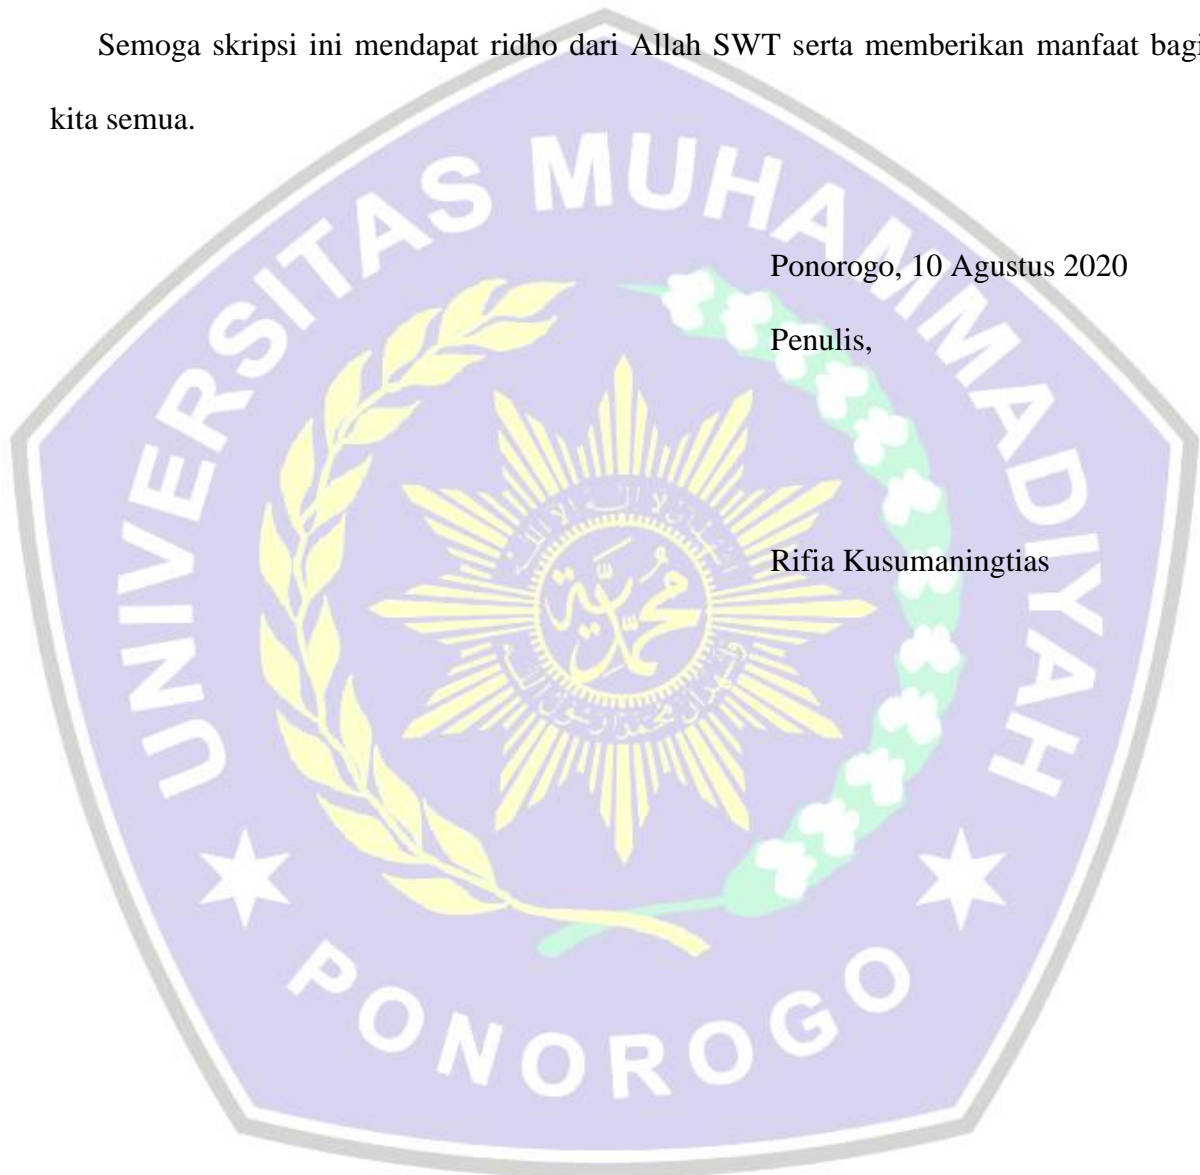 Semoga skripsi ini mendapat ridho dari Allah SWT serta memberikan manfaat bagi
kita semua.
UNIVERSITAS MUHAMMADIYAH
Ponorogo, 10 Agustus 2020
Penulis,
Rifia Kusumaningtias
محمدية
PONOROGO